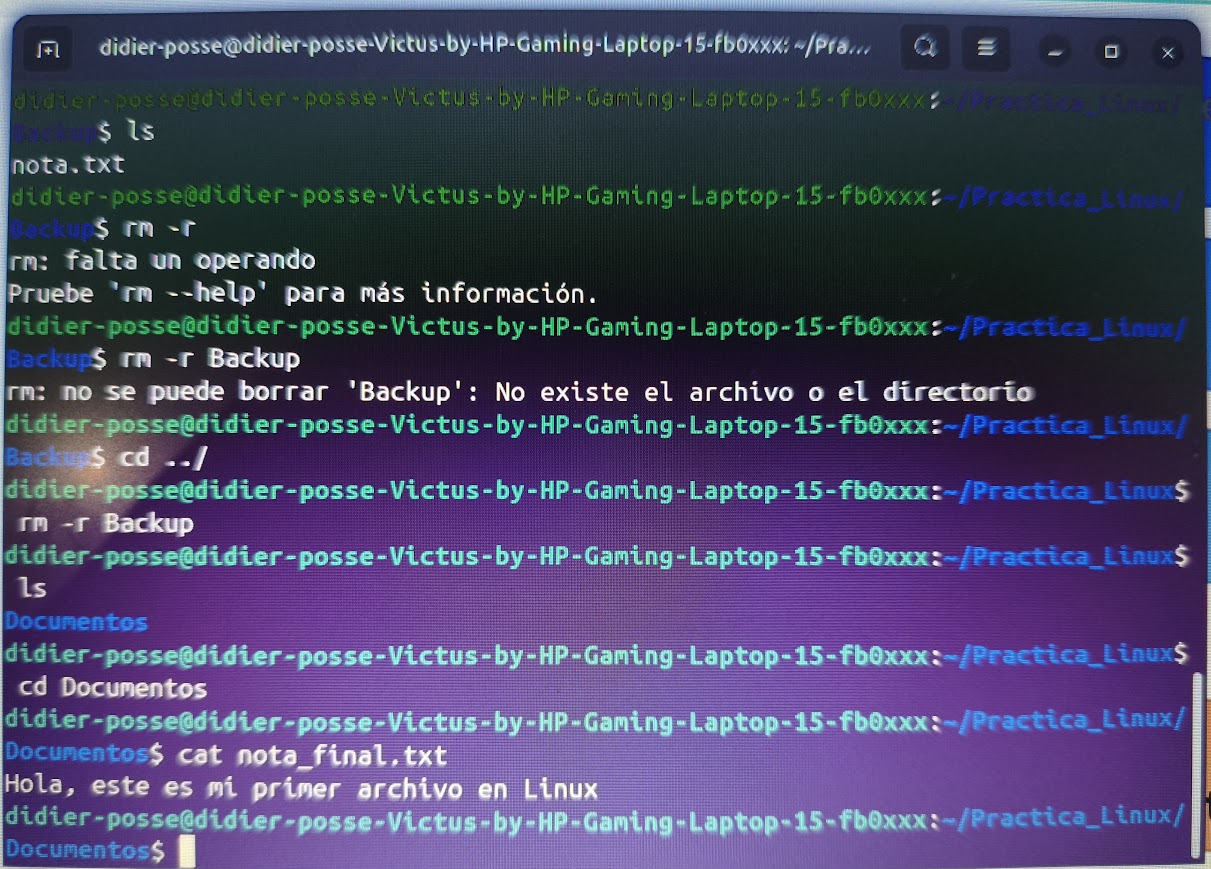 didier-posse@didier-posse-Victus-by-HP-Gaming-Laptop-15-fb0xxx: ~/Pra...
didier-posse@didier-posse-Victus-by-HP-Gaming-Laptop-15-fb0xxx:~/Practica_Linux/
Backup$ ls
nota.txt
didier-posse@didier-posse-Victus-by-HP-Gaming-Laptop-15-fb0xxx:~/Practica_Linux/
Backup$ rm -r
rm: falta un operando
Pruebe 'rm --help' para más información.
didier-posse@didier-posse-Victus-by-HP-Gaming-Laptop-15-fb0xxx:~/Practica_Linux/
Backup$ rm -r Backup
rm: no se puede borrar 'Backup': No existe el archivo o el directorio
didier-posse@didier-posse-Victus-by-HP-Gaming-Laptop-15-fb0xxx:~/Practica_Linux/
Backup$ cd ../
didier-posse@didier-posse-Victus-by-HP-Gaming-Laptop-15-fb0xxx:~/Practica_Linux$
rm -r Backup
didier-posse@didier-posse-Victus-by-HP-Gaming-Laptop-15-fb0xxx:~/Practica_Linux$
ls
Documentos
didier-posse@didier-posse-Victus-by-HP-Gaming-Laptop-15-fb0xxx:~/Practica_Linux$
cd Documentos
didier-posse@didier-posse-Victus-by-HP-Gaming-Laptop-15-fb0xxx:~/Practica_Linux/
Documentos$ cat nota_final.txt
Hola, este es mi primer archivo en Linux
didier-posse@didier-posse-Victus-by-HP-Gaming-Laptop-15-fb0xxx:~/Practica_Linux/
Documentos$